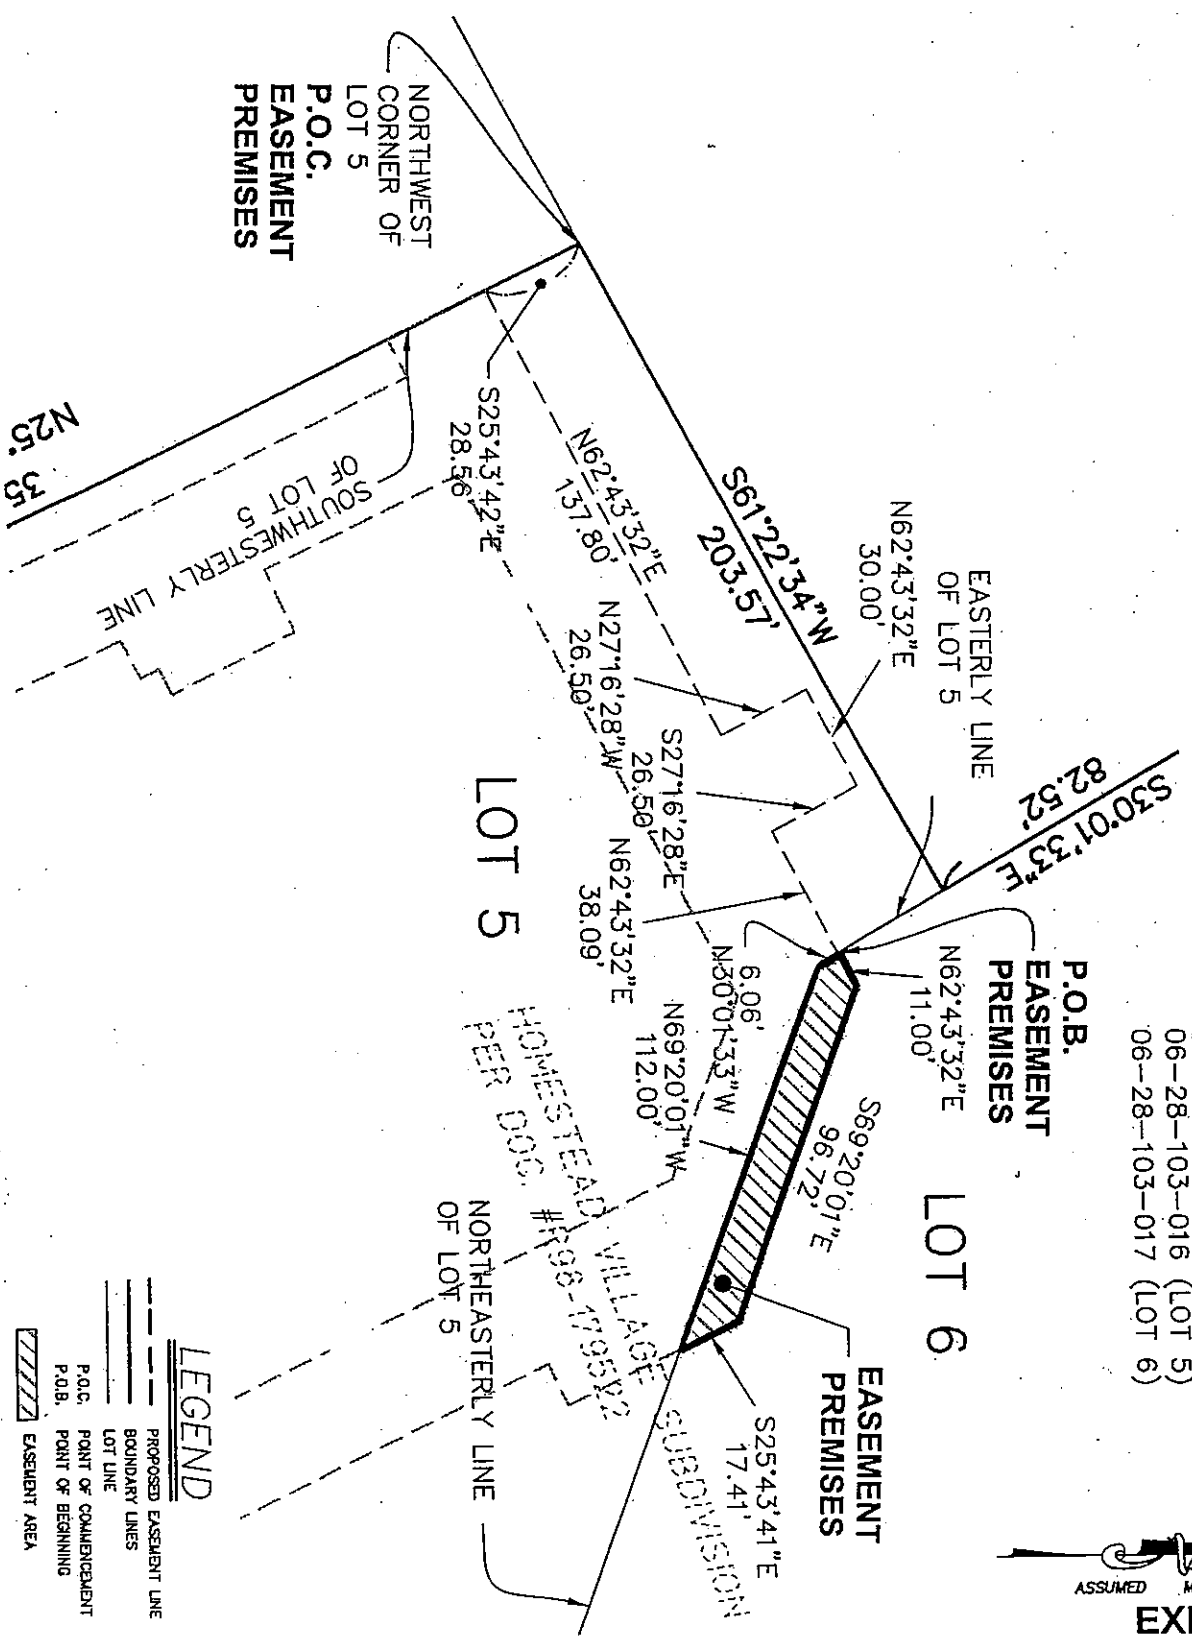 06-28-103-016 (LOT 5)
06-28-103-017 (LOT 6)
ASSUMED
P.O.B.
EASEMENT
PREMISES
LOT 6
S30°01'33"E
82.52'
EASTERLY LINE
OF LOT 5
N62°43'32"E
30.00'
N62°43'32"E
11.00'
S69°20'01"E
96.72'
EASEMENT
PREMISES
S25°43'41"E
17.41'
S61°22'34"W
203.57'
N62°43'32"E
137.80'
N27°16'28"W
26.50'
S27°16'28"E
26.50'
N62°43'32"E
38.09'
6.06'
N30°01'33"W
N69°20'01"W
112.00'
NORTHWEST
CORNER OF
LOT 5
P.O.C.
EASEMENT
PREMISES
S25°43'42"E
28.56'
LOT 5
HOMESTEAD VILLAGE SUBDIVISION
PER DOC. #R98-179592
NORTHEASTERLY LINE
OF LOT 5
SOUTHWESTERLY LINE
OF LOT 5
N25°
35
LEGEND
PROPOSED EASEMENT LINE
BOUNDARY LINES
LOT LINE
P.O.C. POINT OF COMMENCEMENT
P.O.B. POINT OF BEGINNING
EASEMENT AREA